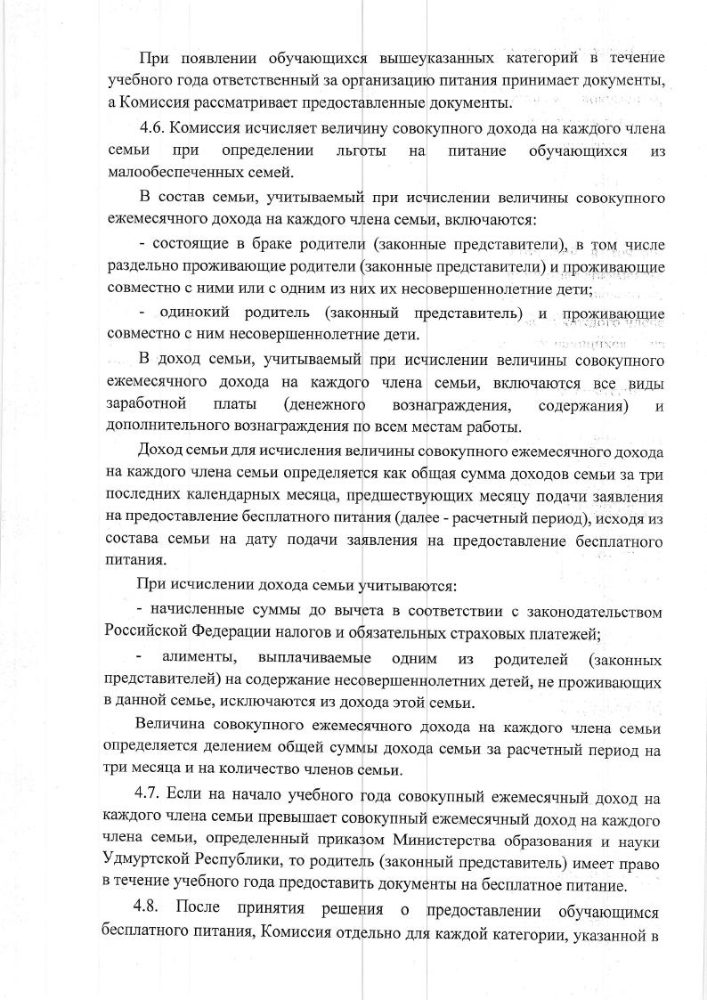 При появлении обучающихся вышеуказанных категорий в течение
учебного года ответственный за организацию питания принимает документы,
а Комиссия рассматривает предоставленные документы.
4.6. Комиссия исчисляет величину совокупного дохода на каждого члена
семьи при определении льготы на питание обучающихся из
малообеспеченных семей.
В состав семьи, учитываемый при исчислении величины совокупного
ежемесячного дохода на каждого члена семьи, включаются:
- состоящие в браке родители (законные представители), в том числе
раздельно проживающие родители (законные представители) и проживающие
совместно с ними или с одним из них их несовершеннолетние дети;
- одинокий родитель (законный представитель) и проживающие
совместно с ним несовершеннолетние дети.
В доход семьи, учитываемый при исчислении величины совокупного
ежемесячного дохода на каждого члена семьи, включаются все виды
заработной платы (денежного вознаграждения, содержания) и
дополнительного вознаграждения по всем местам работы.
Доход семьи для исчисления величины совокупного ежемесячного дохода
на каждого члена семьи определяется как общая сумма доходов семьи за три
последних календарных месяца, предшествующих месяцу подачи заявления
на предоставление бесплатного питания (далее - расчетный период), исходя из
состава семьи на дату подачи заявления на предоставление бесплатного
питания.
При исчислении дохода семьи учитываются:
- начисленные суммы до вычета в соответствии с законодательством
Российской Федерации налогов и обязательных страховых платежей;
- алименты, выплачиваемые одним из родителей (законных
представителей) на содержание несовершеннолетних детей, не проживающих
в данной семье, исключаются из дохода этой семьи.
Величина совокупного ежемесячного дохода на каждого члена семьи
определяется делением общей суммы дохода семьи за расчетный период на
три месяца и на количество членов семьи.
4.7. Если на начало учебного года совокупный ежемесячный доход на
каждого члена семьи превышает совокупный ежемесячный доход на каждого
члена семьи, определенный приказом Министерства образования и науки
Удмуртской Республики, то родитель (законный представитель) имеет право
в течение учебного года предоставить документы на бесплатное питание.
4.8. После принятия решения о предоставлении обучающимся
бесплатного питания, Комиссия отдельно для каждой категории, указанной в